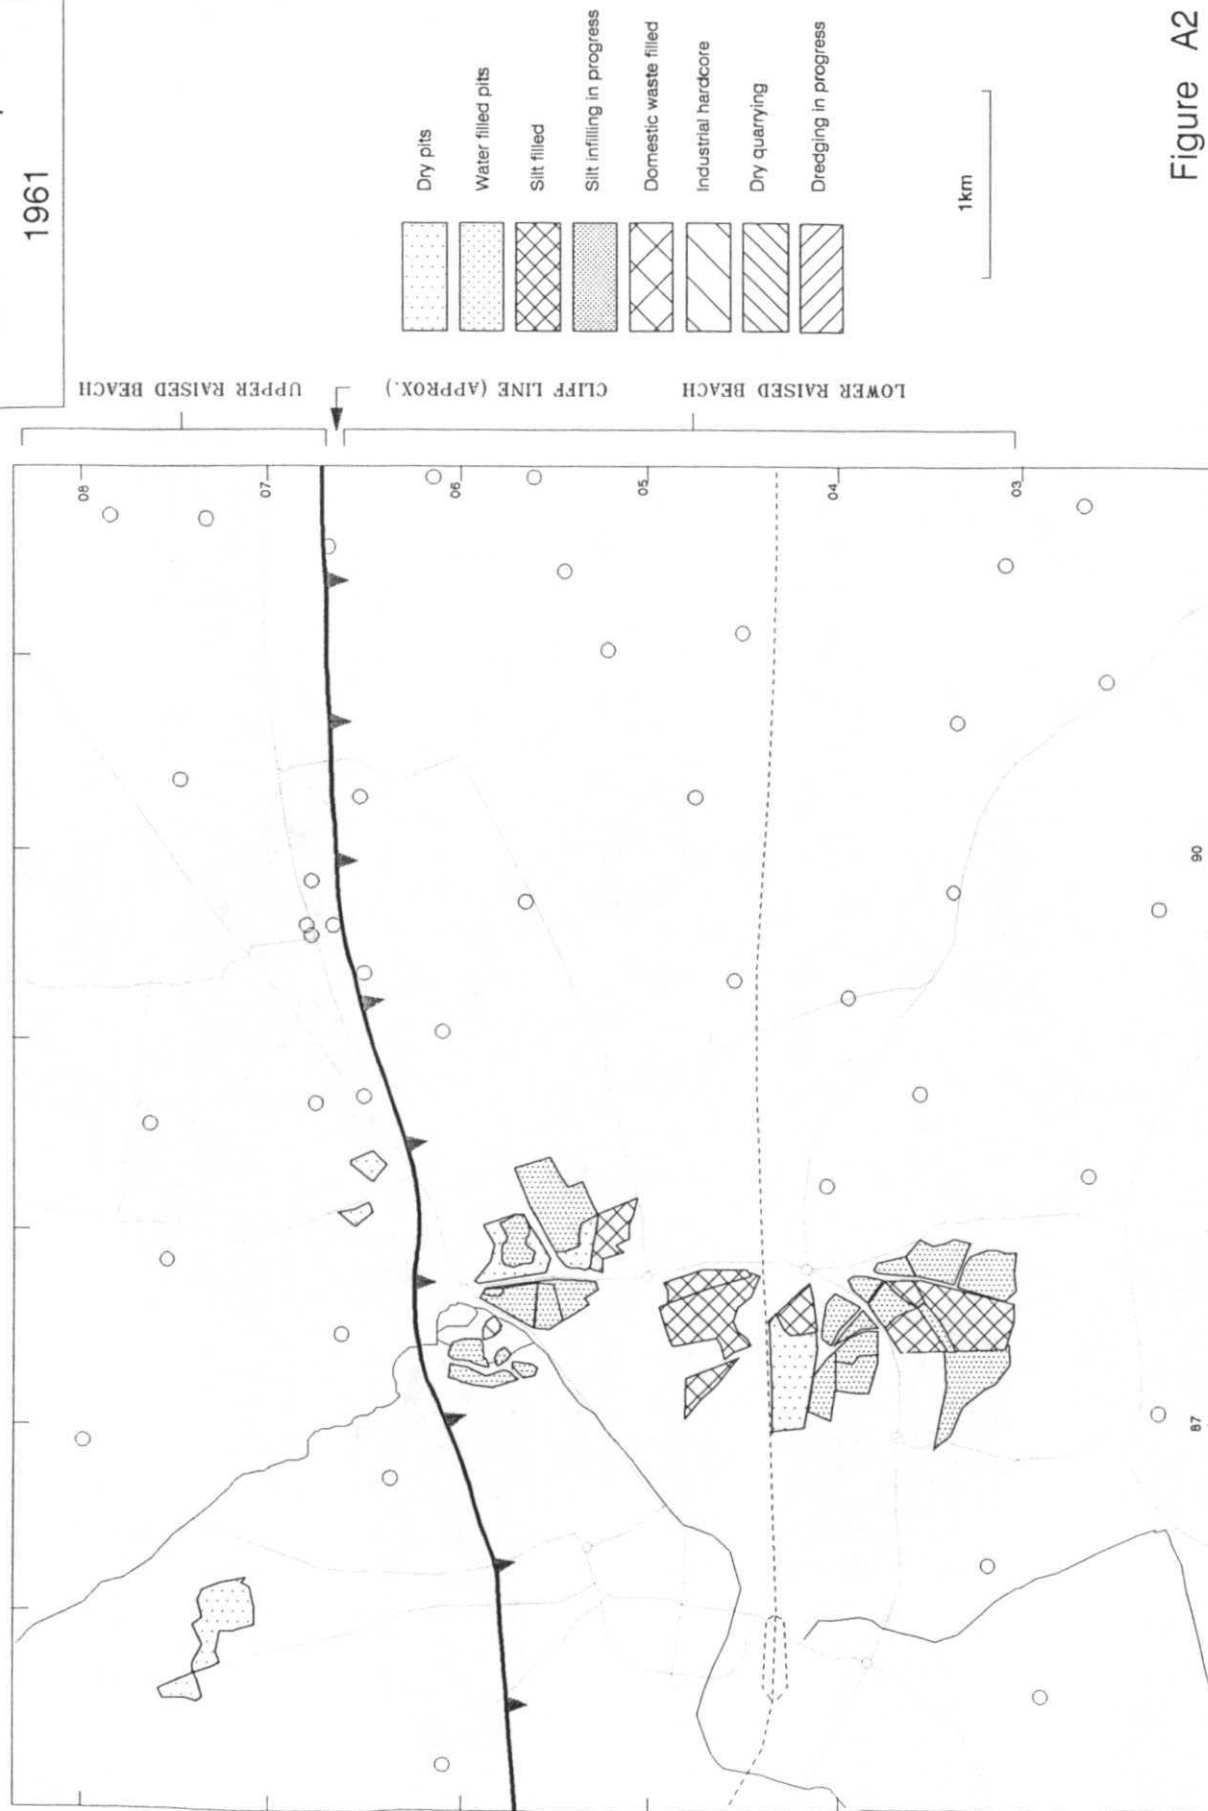 1961
Dry pits
Water filled pits
Silt filled
Silt infilling in progress
Domestic waste filled
Industrial hardcore
Dry quarrying
Dredging in progress
1km
Figure A2
UPPER RAISED BEACH
CLIFF LINE (APPROX.)
LOWER RAISED BEACH
08
07
06
05
04
03
90
87